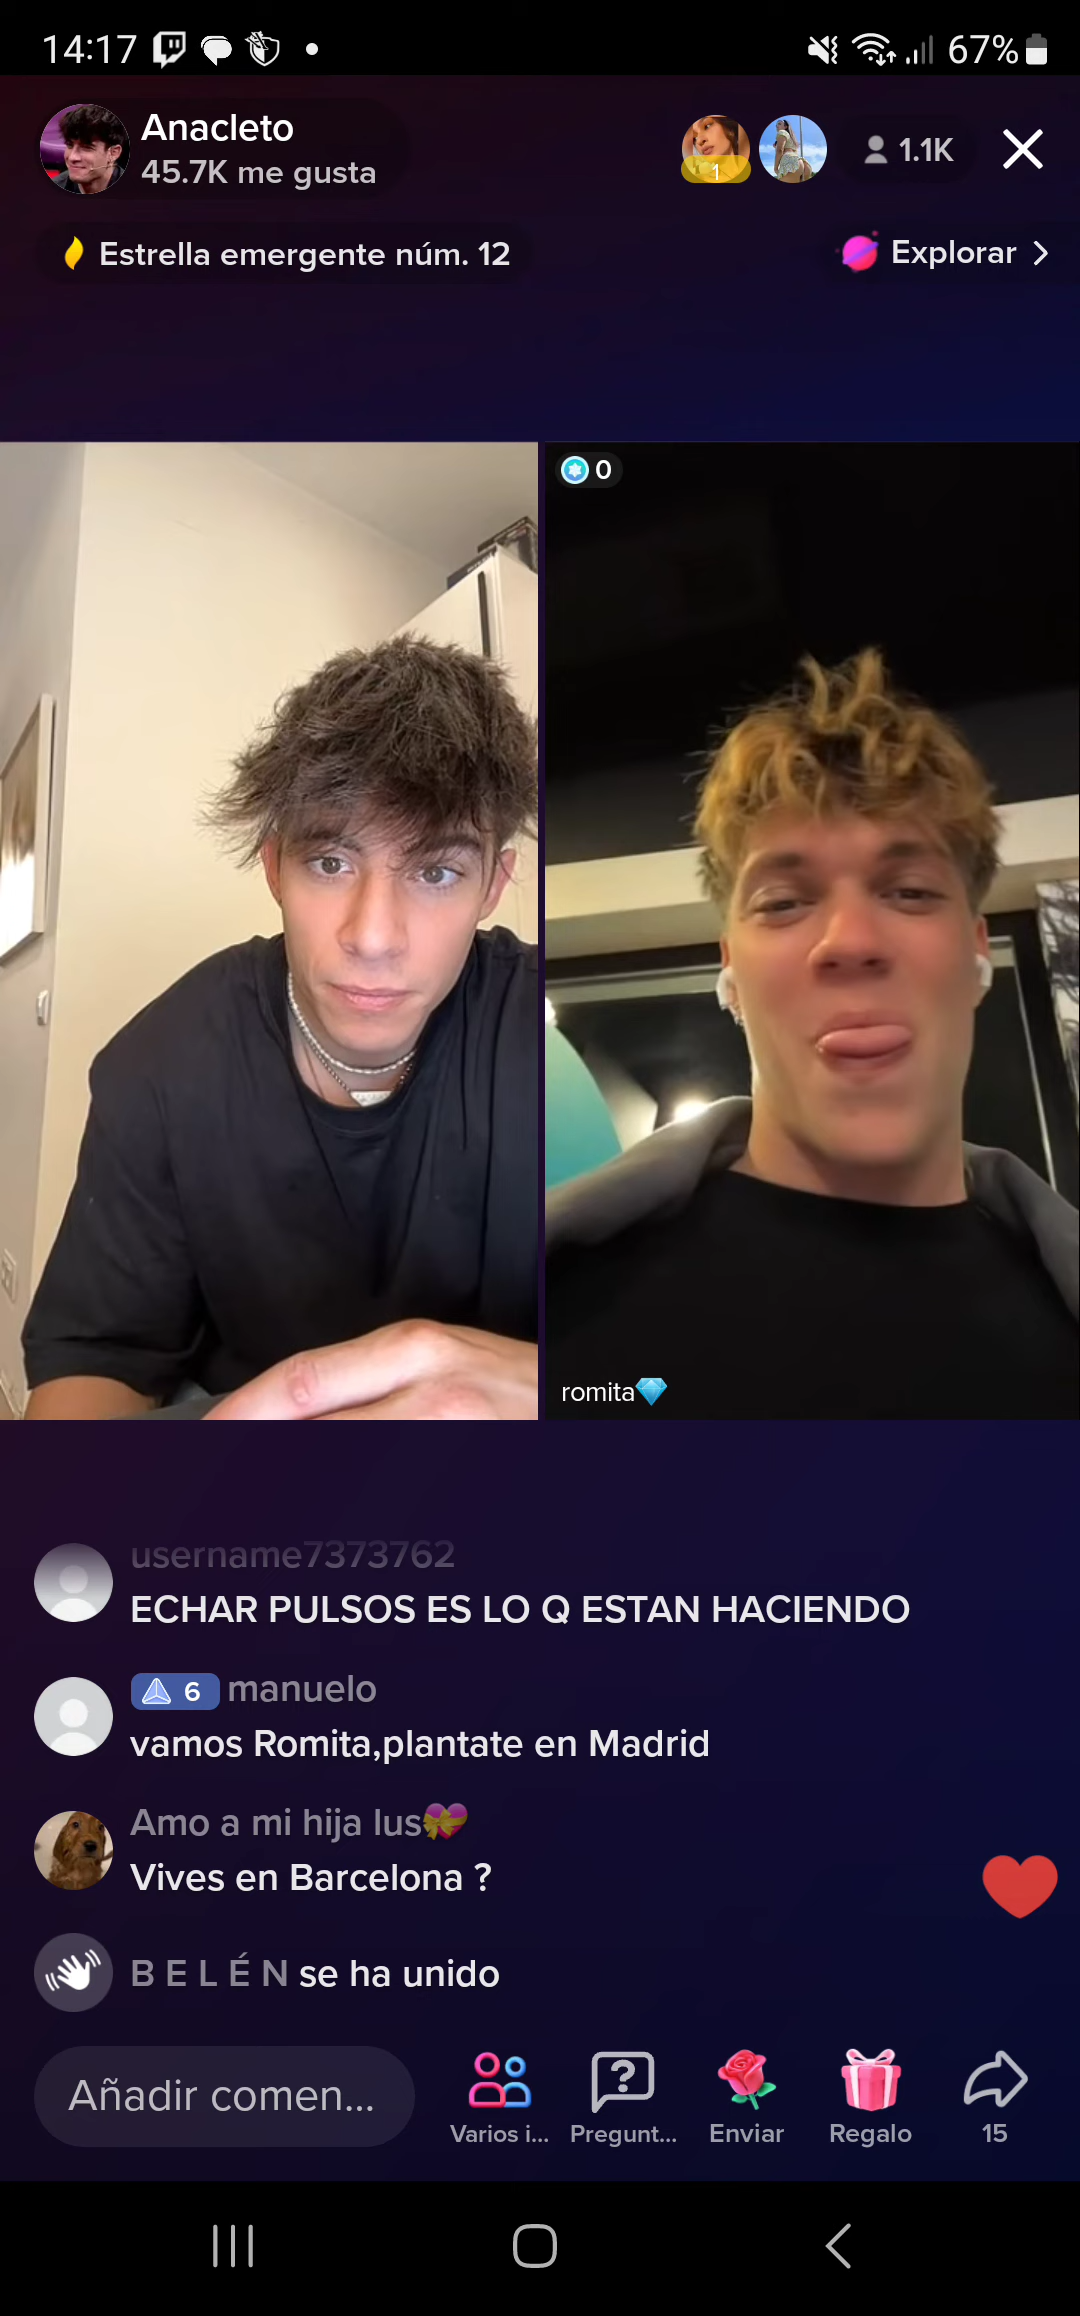 14:17
67%
Anacleto
45.7K me gusta
1
1.1K
Estrella emergente núm. 12
Explorar
0
romita💎
username7373762
ECHAR PULSOS ES LO Q ESTAN HACIENDO
6 manuelo
vamos Romita,plantate en Madrid
Amo a mi hija lus💝
Vives en Barcelona ?
B E L É N se ha unido
Añadir comen...
Varios i...
Pregunt...
Enviar
Regalo
15